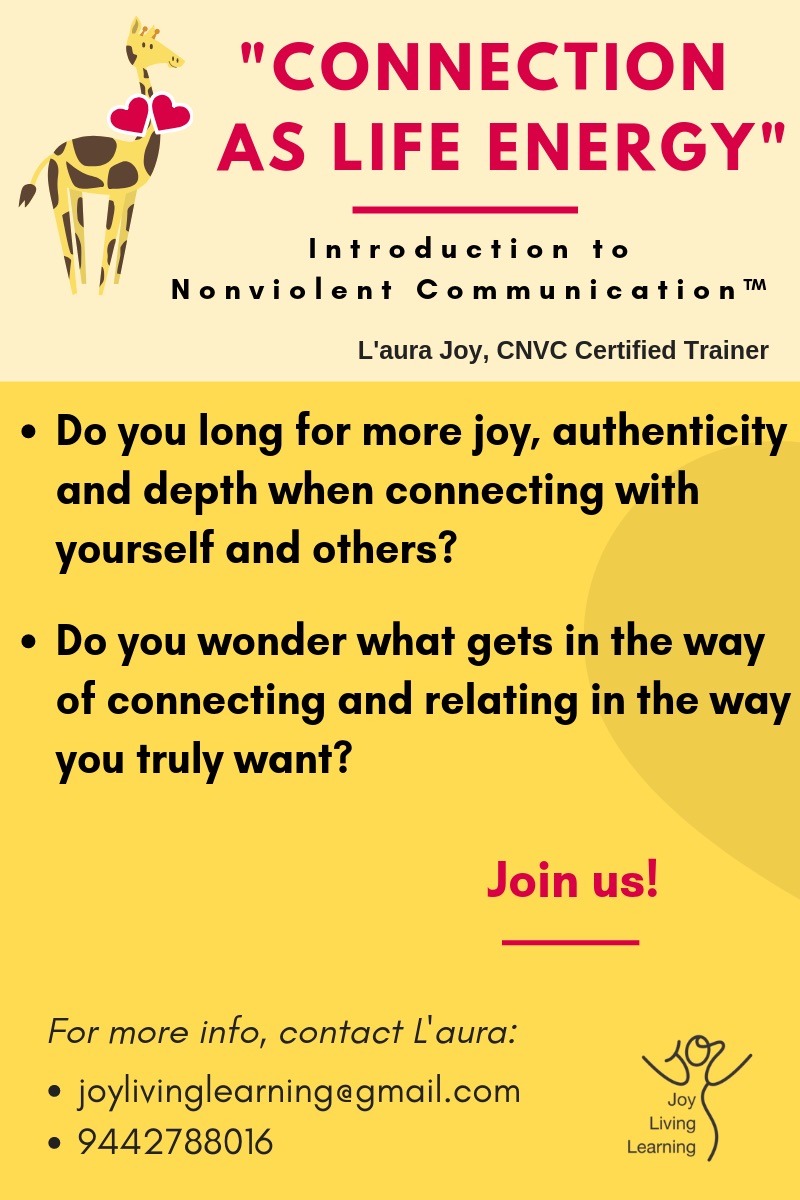 "CONNECTION
AS LIFE ENERGY"
Introduction to
Nonviolent Communication™
L'aura Joy, CNVC Certified Trainer
• Do you long for more joy, authenticity
and depth when connecting with
yourself and others?
• Do you wonder what gets in the way
of connecting and relating in the way
you truly want?
Join us!
For more info, contact L'aura:
• joylivinglearning@gmail.com
• 9442788016
JOY
Joy
Living
Learning